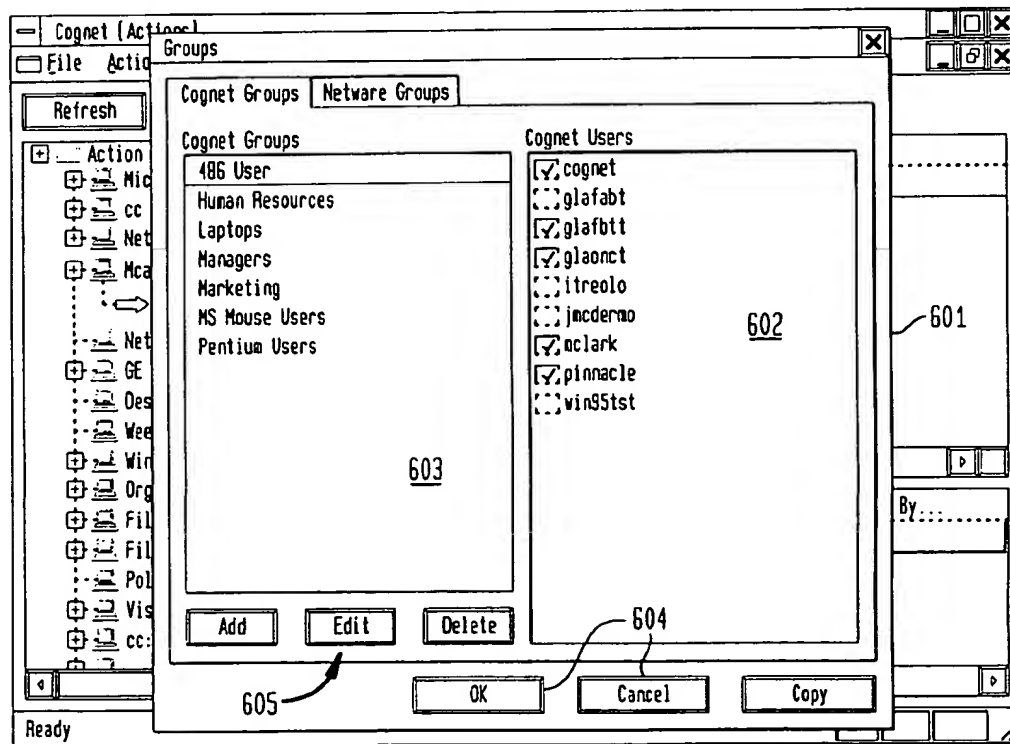 Cognet (Actions)
File Actio
Refresh
Action
Mic
cc
Net
Mca
Net
GE
Des
Wee
Win
Org
Fil
Fil
Pol
Vis
cc:
Ready
Groups
Cognet Groups
Netware Groups
Cognet Groups
486 User
Human Resources
Laptops
Managers
Marketing
MS Mouse Users
Pentium Users
603
Add
Edit
Delete
605
Cognet Users
cognet
glafabt
glafbtt
glaonct
itreolo
jmcdermo
mclark
pinnacle
win95tst
602
601
By...
604
OK
Cancel
Copy